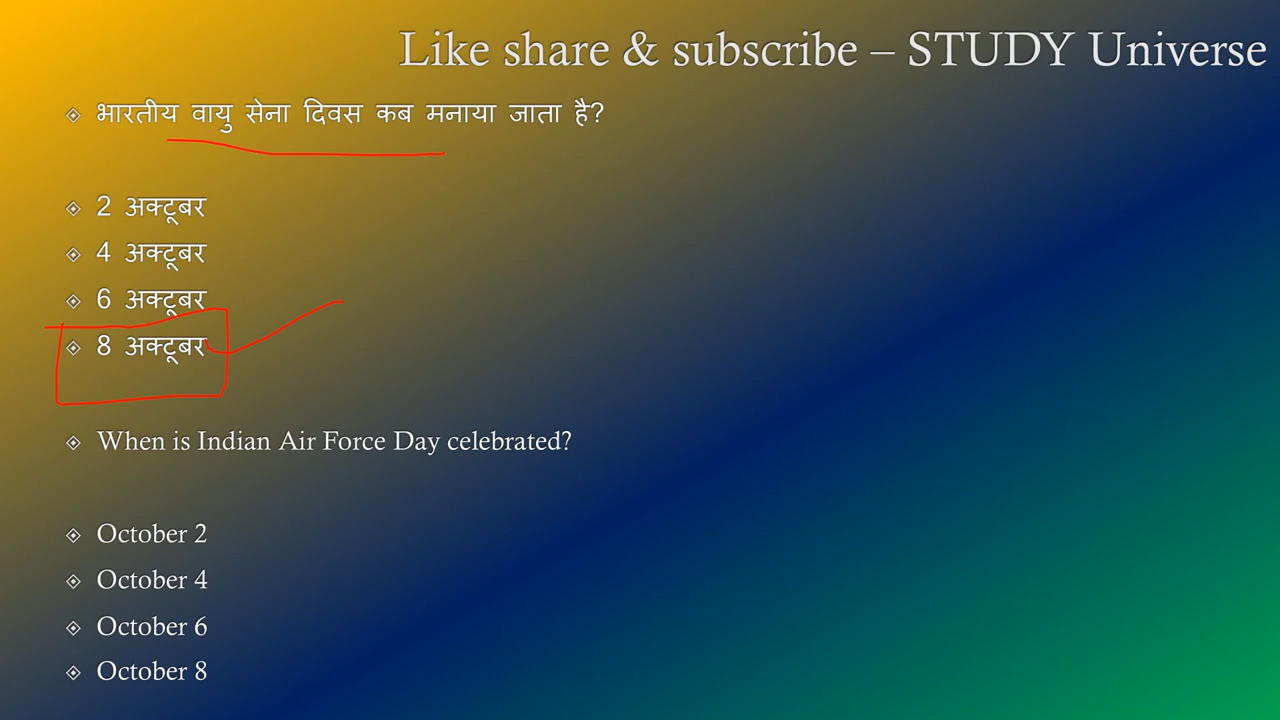 Like share & subscribe – STUDY Universe
भारतीय वायु सेना दिवस कब मनाया जाता है?
2 अक्टूबर
4 अक्टूबर
6 अक्टूबर
8 अक्टूबर
When is Indian Air Force Day celebrated?
October 2
October 4
October 6
October 8